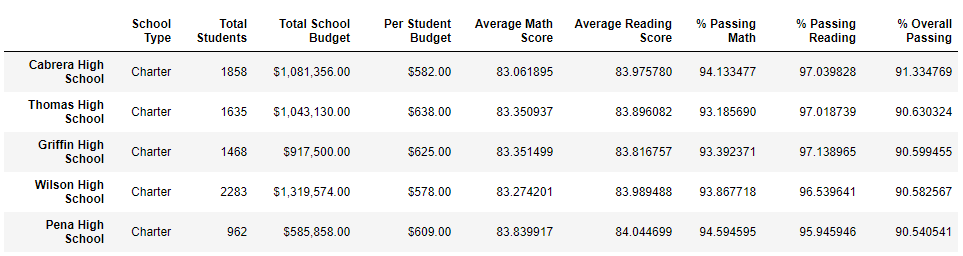 School Type Total Students Total School Budget Per Student Budget Average Math Score Average Reading Score % Passing Math % Passing Reading % Overall Passing
Cabrera High School Charter 1858 $1,081,356.00 $582.00 83.061895 83.975780 94.133477 97.039828 91.334769
Thomas High School Charter 1635 $1,043,130.00 $638.00 83.350937 83.896082 93.185690 97.018739 90.630324
Griffin High School Charter 1468 $917,500.00 $625.00 83.351499 83.816757 93.392371 97.138965 90.599455
Wilson High School Charter 2283 $1,319,574.00 $578.00 83.274201 83.989488 93.867718 96.539641 90.582567
Pena High School Charter 962 $585,858.00 $609.00 83.839917 84.044699 94.594595 95.945946 90.540541